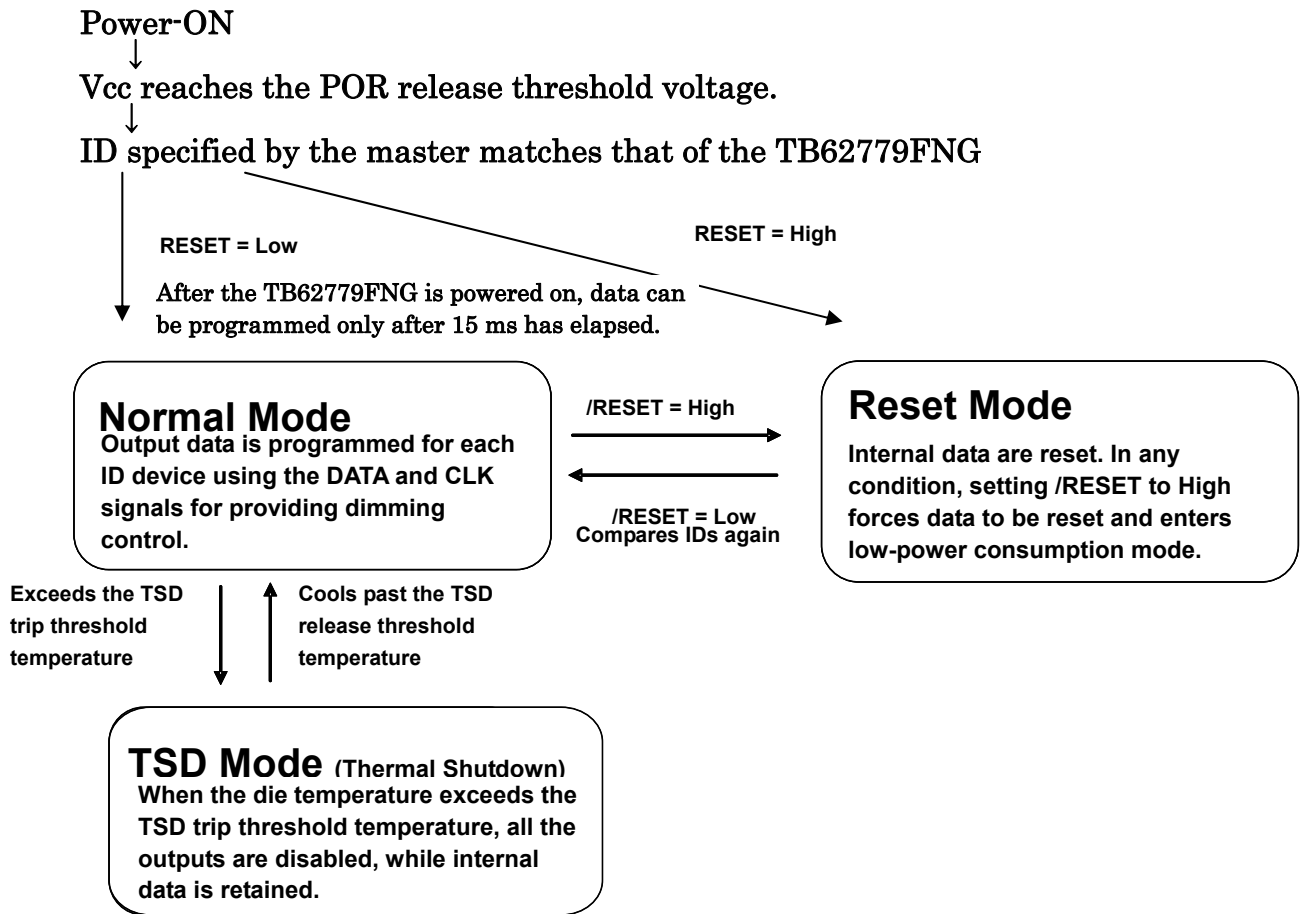 Power-ON
Vcc reaches the POR release threshold voltage.
ID specified by the master matches that of the TB62779FNG
RESET = Low
RESET = High
After the TB62779FNG is powered on, data can
be programmed only after 15 ms has elapsed.
Normal Mode
Output data is programmed for each
ID device using the DATA and CLK
signals for providing dimming
control.
/RESET = High
/RESET = Low
Compares IDs again
Reset Mode
Internal data are reset. In any
condition, setting /RESET to High
forces data to be reset and enters
low-power consumption mode.
Exceeds the TSD
trip threshold
temperature
Cools past the TSD
release threshold
temperature
TSD Mode (Thermal Shutdown)
When the die temperature exceeds the
TSD trip threshold temperature, all the
outputs are disabled, while internal
data is retained.